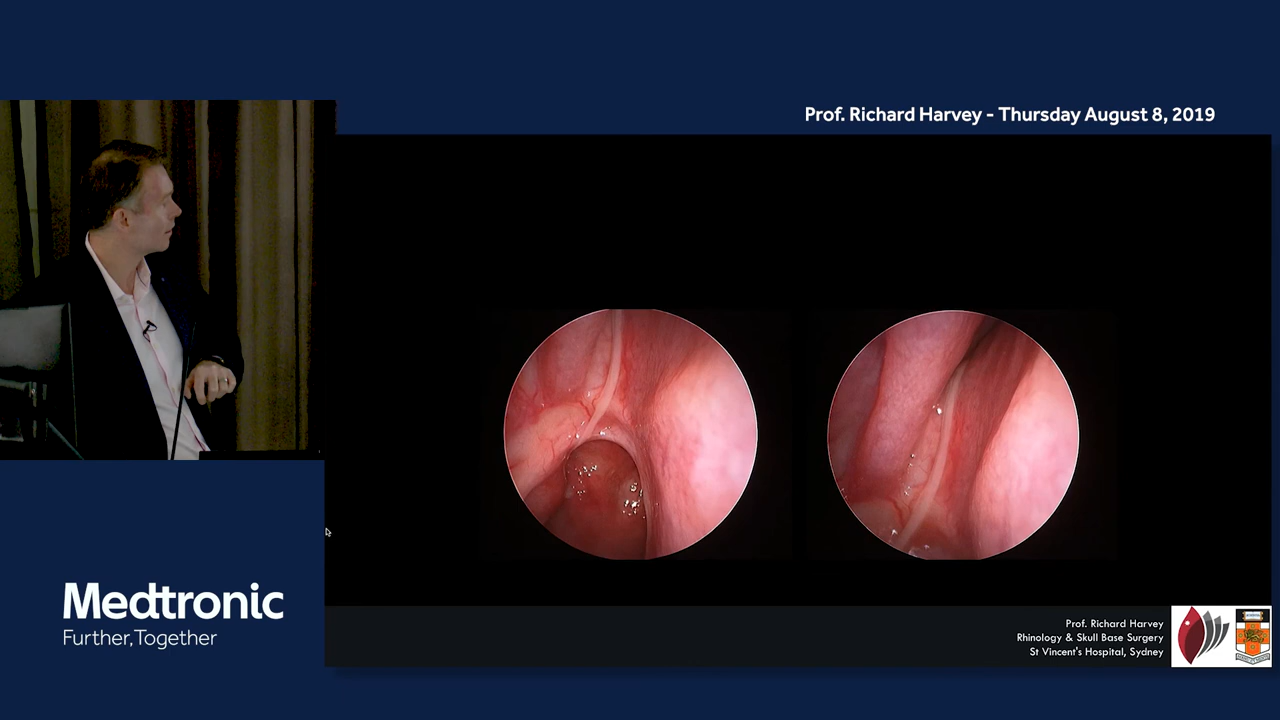 Prof. Richard Harvey - Thursday August 8, 2019
Medtronic
Further,Together
Prof. Richard Harvey
Rhinology & Skull Base Surgery
St Vincent's Hospital, Sydney